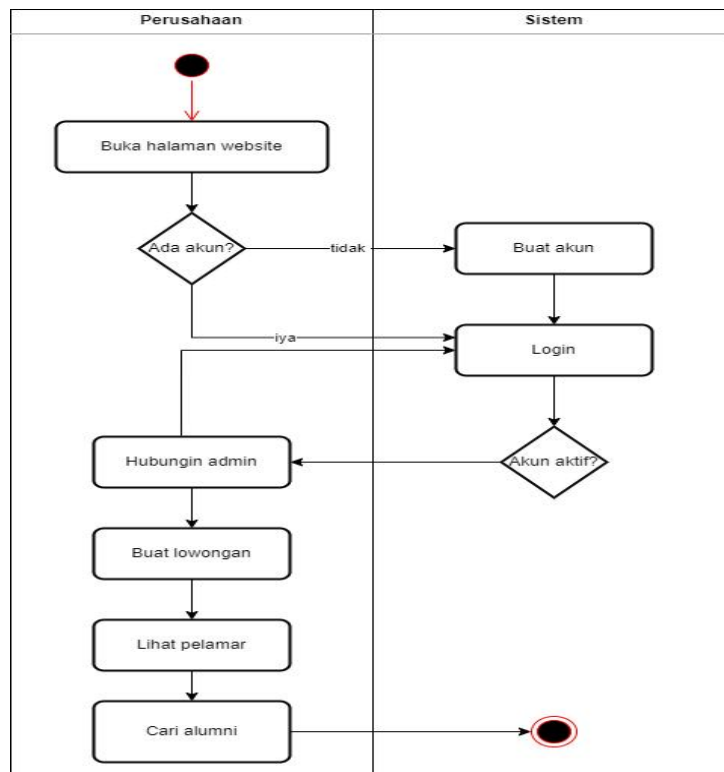 Perusahaan
Sistem
Buka halaman website
Ada akun?
tidak
Buat akun
iya
Login
Hubungin admin
Akun aktif?
Buat lowongan
Lihat pelamar
Cari alumni